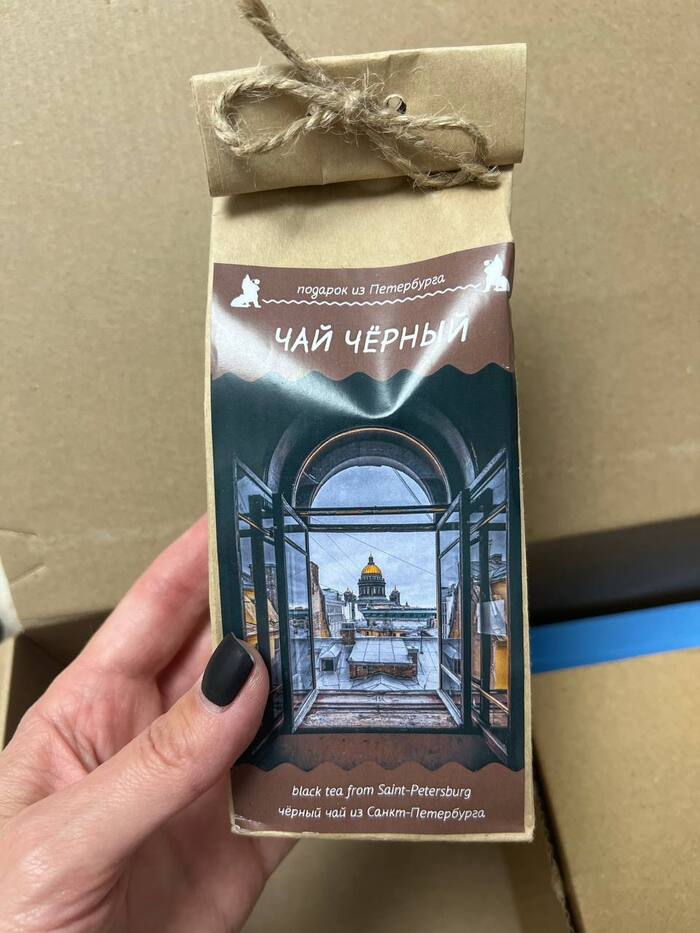 подарок из Петербурга
ЧАЙ ЧЁРНЫЙ
black tea from Saint-Petersburg
чёрный чай из Санкт-Петербурга